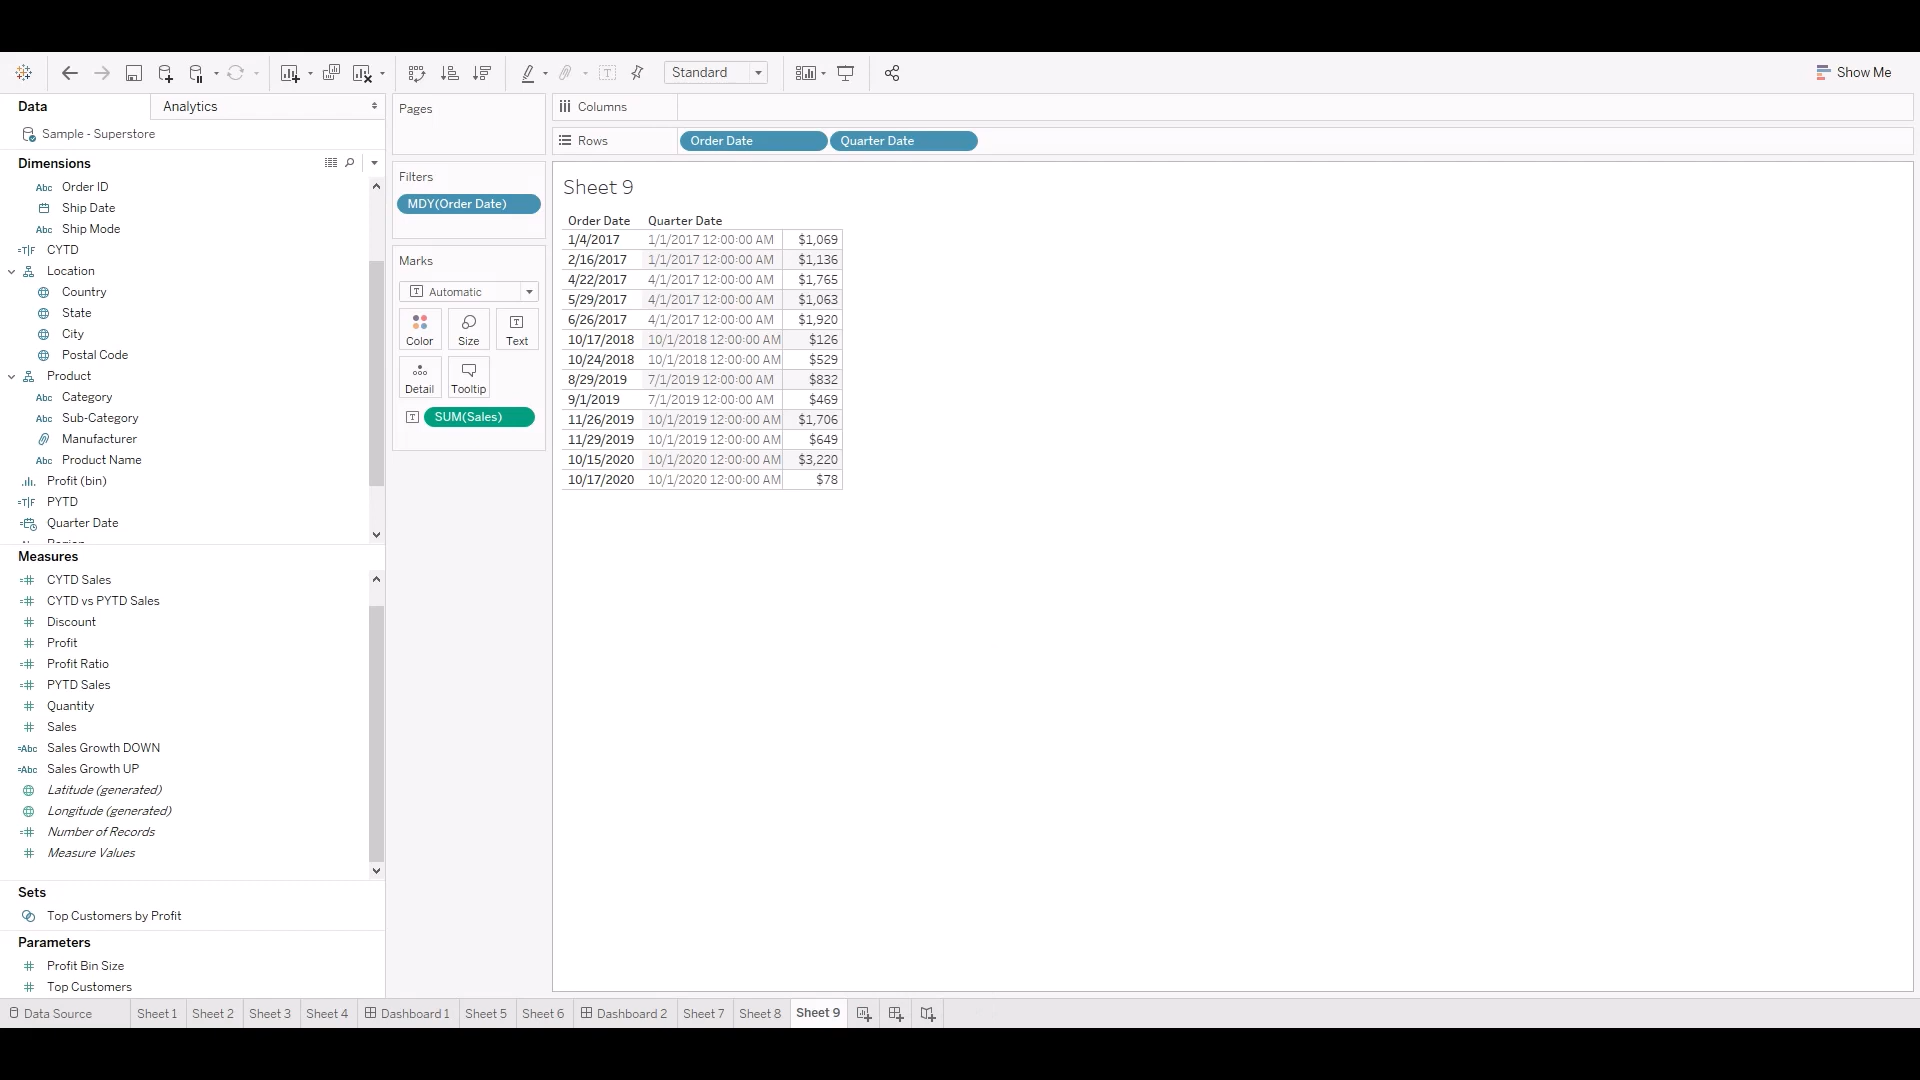 Standard
Show Me
Data
Analytics
Sample - Superstore
Dimensions
Abc Order ID
Ship Date
Abc Ship Mode
=T|F CYTD
Location
Country
State
City
Postal Code
Product
Abc Category
Abc Sub-Category
Manufacturer
Abc Product Name
Profit (bin)
=T|F PYTD
Quarter Date
Measures
=# CYTD Sales
=# CYTD vs PYTD Sales
# Discount
# Profit
=# Profit Ratio
=# PYTD Sales
# Quantity
# Sales
=Abc Sales Growth DOWN
=Abc Sales Growth UP
Latitude (generated)
Longitude (generated)
=# Number of Records
# Measure Values
Sets
Top Customers by Profit
Parameters
# Profit Bin Size
# Top Customers
Pages
Filters
MDY(Order Date)
Marks
T Automatic
Color Size Text
Detail Tooltip
T SUM(Sales)
Columns
Rows Order Date Quarter Date
Sheet 9
Order Date Quarter Date
1/4/2017 1/1/2017 12:00:00 AM $1,069
2/16/2017 1/1/2017 12:00:00 AM $1,136
4/22/2017 4/1/2017 12:00:00 AM $1,765
5/29/2017 4/1/2017 12:00:00 AM $1,063
6/26/2017 4/1/2017 12:00:00 AM $1,920
10/17/2018 10/1/2018 12:00:00 AM $126
10/24/2018 10/1/2018 12:00:00 AM $529
8/29/2019 7/1/2019 12:00:00 AM $832
9/1/2019 7/1/2019 12:00:00 AM $469
11/26/2019 10/1/2019 12:00:00 AM $1,706
11/29/2019 10/1/2019 12:00:00 AM $649
10/15/2020 10/1/2020 12:00:00 AM $3,220
10/17/2020 10/1/2020 12:00:00 AM $78
Data Source Sheet 1 Sheet 2 Sheet 3 Sheet 4 Dashboard 1 Sheet 5 Sheet 6 Dashboard 2 Sheet 7 Sheet 8 Sheet 9